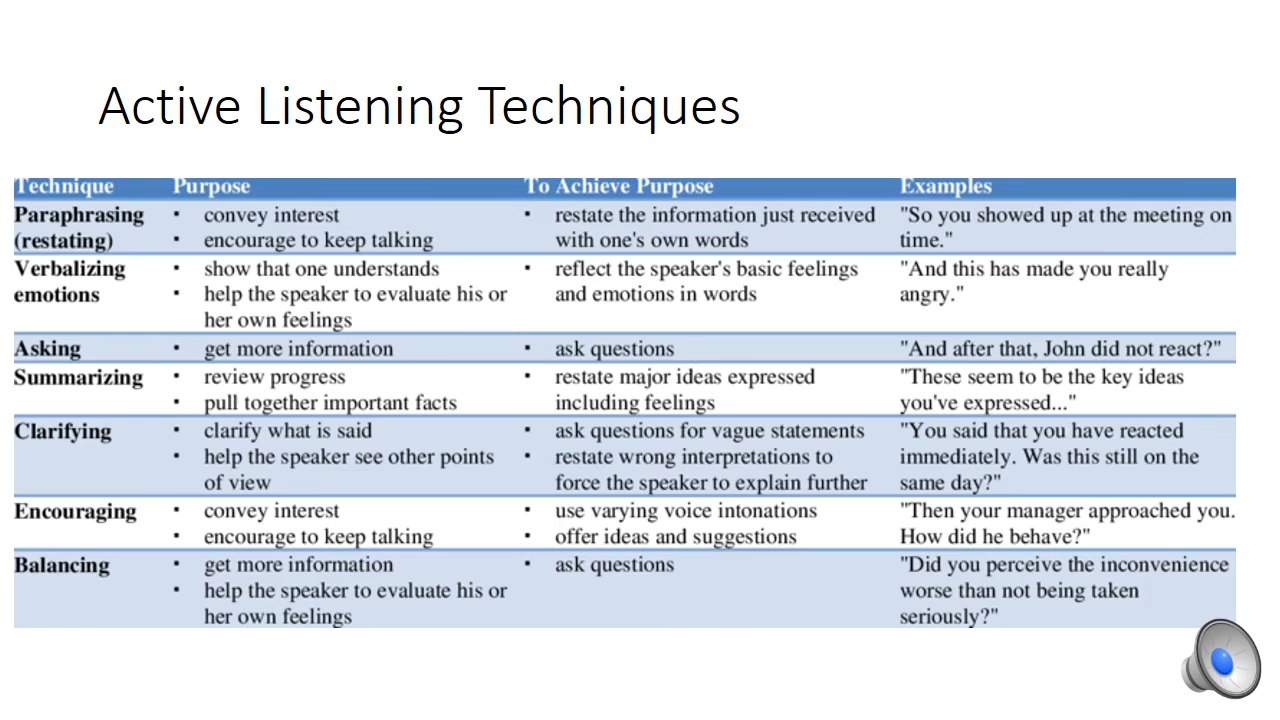 Active Listening Techniques
Technique Purpose To Achieve Purpose Examples
Paraphrasing ▪ convey interest ▪ restate the information just received "So you showed up at the meeting on
(restating) ▪ encourage to keep talking with one's own words time."
Verbalizing ▪ show that one understands ▪ reflect the speaker's basic feelings "And this has made you really
emotions ▪ help the speaker to evaluate his or and emotions in words angry."
her own feelings
Asking ▪ get more information ▪ ask questions "And after that, John did not react?"
Summarizing ▪ review progress ▪ restate major ideas expressed "These seem to be the key ideas
▪ pull together important facts including feelings you've expressed..."
Clarifying ▪ clarify what is said ▪ ask questions for vague statements "You said that you have reacted
▪ help the speaker see other points ▪ restate wrong interpretations to immediately. Was this still on the
of view force the speaker to explain further same day?"
Encouraging ▪ convey interest ▪ use varying voice intonations "Then your manager approached you.
▪ encourage to keep talking ▪ offer ideas and suggestions How did he behave?"
Balancing ▪ get more information ▪ ask questions "Did you perceive the inconvenience
▪ help the speaker to evaluate his or worse than not being taken
her own feelings seriously?"